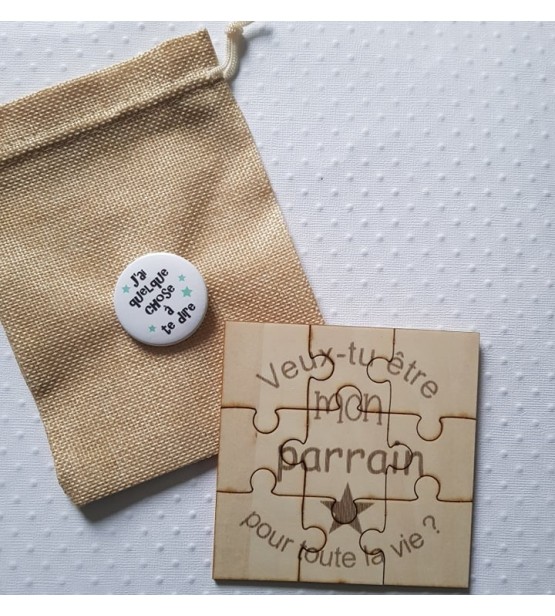 J'ai
quelque
chose
à
te dire
Veux-tu être
mon
parrain
pour toute la vie ?